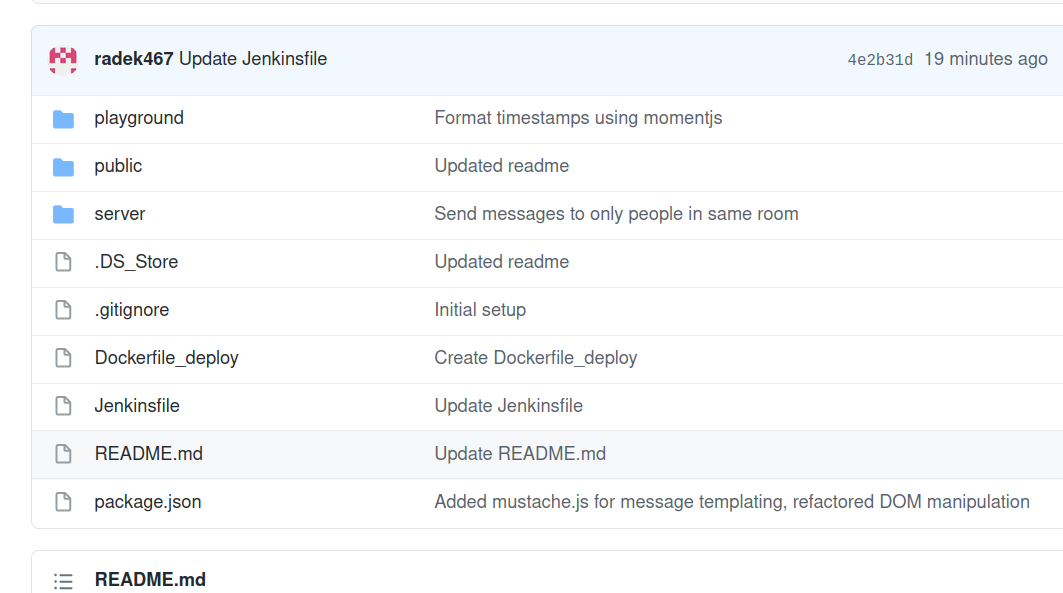 radek467 Update Jenkinsfile 4e2b31d 19 minutes ago
playground Format timestamps using momentjs
public Updated readme
server Send messages to only people in same room
.DS_Store Updated readme
.gitignore Initial setup
Dockerfile_deploy Create Dockerfile_deploy
Jenkinsfile Update Jenkinsfile
README.md Update README.md
package.json Added mustache.js for message templating, refactored DOM manipulation
README.md